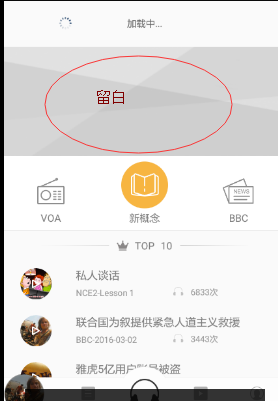 加载中...
留白
NEWS
VOA
新概念
BBC
TOP 10
私人谈话
NCE2-Lesson 1 6833次
联合国为叙提供紧急人道主义救援
BBC-2016-03-02 3443次
雅虎5亿用户账号被盗